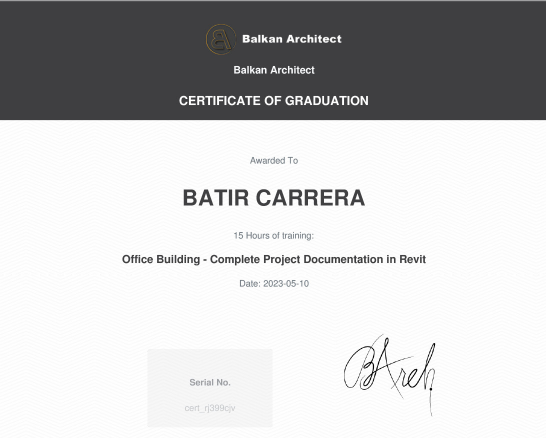 Balkan Architect
Balkan Architect
CERTIFICATE OF GRADUATION
Awarded To
BATIR CARRERA
15 Hours of training:
Office Building - Complete Project Documentation in Revit
Date: 2023-05-10
BArch
Serial No.
cert_rj399cjv